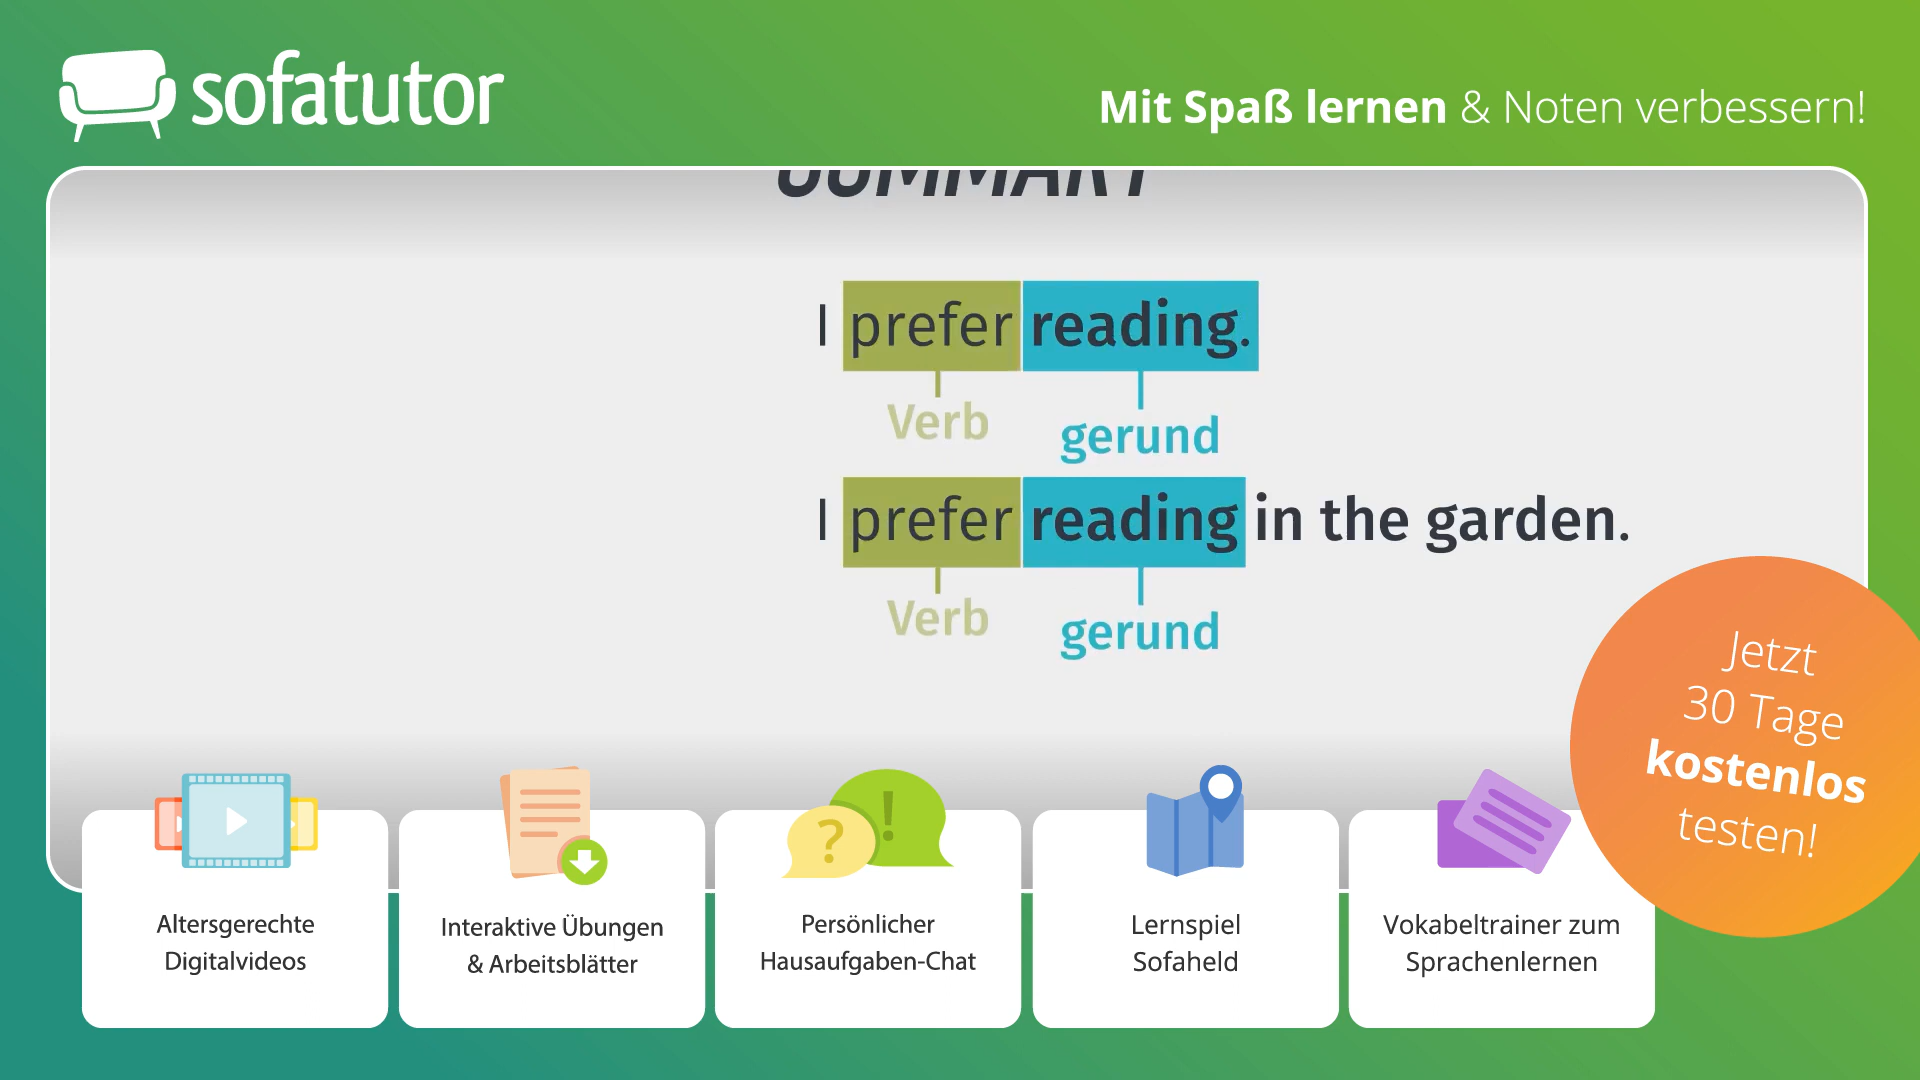 sofatutor
Mit Spaß lernen & Noten verbessern!
SUMMARY
I prefer reading.
Verb
gerund
I prefer reading in the garden.
Verb
gerund
Jetzt
30 Tage
kostenlos
testen!
?
!
Altersgerechte
Digitalvideos
Interaktive Übungen
& Arbeitsblätter
Persönlicher
Hausaufgaben-Chat
Lernspiel
Sofaheld
Vokabeltrainer zum
Sprachenlernen